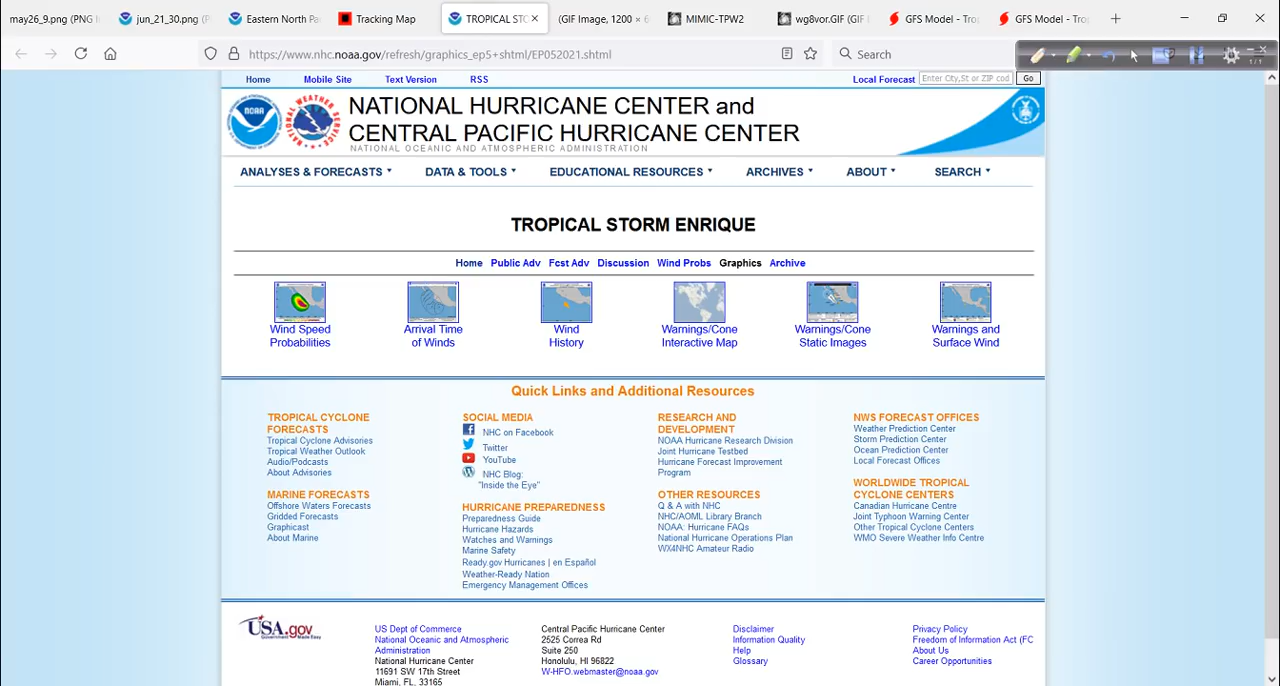 may26_9.png (PNG I
jun_21_30.png (
Eastern North Pa
Tracking Map
TROPICAL STO
(GIF Image, 1200 × 6
MIMIC-TPW2
wg8vor.GIF (GIF I
GFS Model – Tro
GFS Model – Tro
https://www.nhc.noaa.gov/refresh/graphics_ep5+shtml/EP052021.shtml
Search
1/1
Home
Mobile Site
Text Version
RSS
Local Forecast
Enter City,St or ZIP cod
Go
NOAA
NATIONAL HURRICANE CENTER and
CENTRAL PACIFIC HURRICANE CENTER
NATIONAL OCEANIC AND ATMOSPHERIC ADMINISTRATION
ANALYSES & FORECASTS
DATA & TOOLS
EDUCATIONAL RESOURCES
ARCHIVES
ABOUT
SEARCH
TROPICAL STORM ENRIQUE
Home
Public Adv
Fcst Adv
Discussion
Wind Probs
Graphics
Archive
Wind Speed
Probabilities
Arrival Time
of Winds
Wind
History
Warnings/Cone
Interactive Map
Warnings/Cone
Static Images
Warnings and
Surface Wind
Quick Links and Additional Resources
TROPICAL CYCLONE
FORECASTS
Tropical Cyclone Advisories
Tropical Weather Outlook
Audio/Podcasts
About Advisories
MARINE FORECASTS
Offshore Waters Forecasts
Gridded Forecasts
Graphicast
About Marine
SOCIAL MEDIA
NHC on Facebook
Twitter
YouTube
NHC Blog:
"Inside the Eye"
HURRICANE PREPAREDNESS
Preparedness Guide
Hurricane Hazards
Watches and Warnings
Marine Safety
Ready.gov Hurricanes | en Español
Weather-Ready Nation
Emergency Management Offices
RESEARCH AND
DEVELOPMENT
NOAA Hurricane Research Division
Joint Hurricane Testbed
Hurricane Forecast Improvement
Program
OTHER RESOURCES
Q & A with NHC
NHC/AOML Library Branch
NOAA: Hurricane FAQs
National Hurricane Operations Plan
WX4NHC Amateur Radio
NWS FORECAST OFFICES
Weather Prediction Center
Storm Prediction Center
Ocean Prediction Center
Local Forecast Offices
WORLDWIDE TROPICAL
CYCLONE CENTERS
Canadian Hurricane Centre
Joint Typhoon Warning Center
Other Tropical Cyclone Centers
WMO Severe Weather Info Centre
USA.gov
Government Made Easy
US Dept of Commerce
National Oceanic and Atmospheric
Administration
National Hurricane Center
11691 SW 17th Street
Miami, FL, 33165
Central Pacific Hurricane Center
2525 Correa Rd
Suite 250
Honolulu, HI 96822
W-HFO.webmaster@noaa.gov
Disclaimer
Information Quality
Help
Glossary
Privacy Policy
Freedom of Information Act (FO
About Us
Career Opportunities